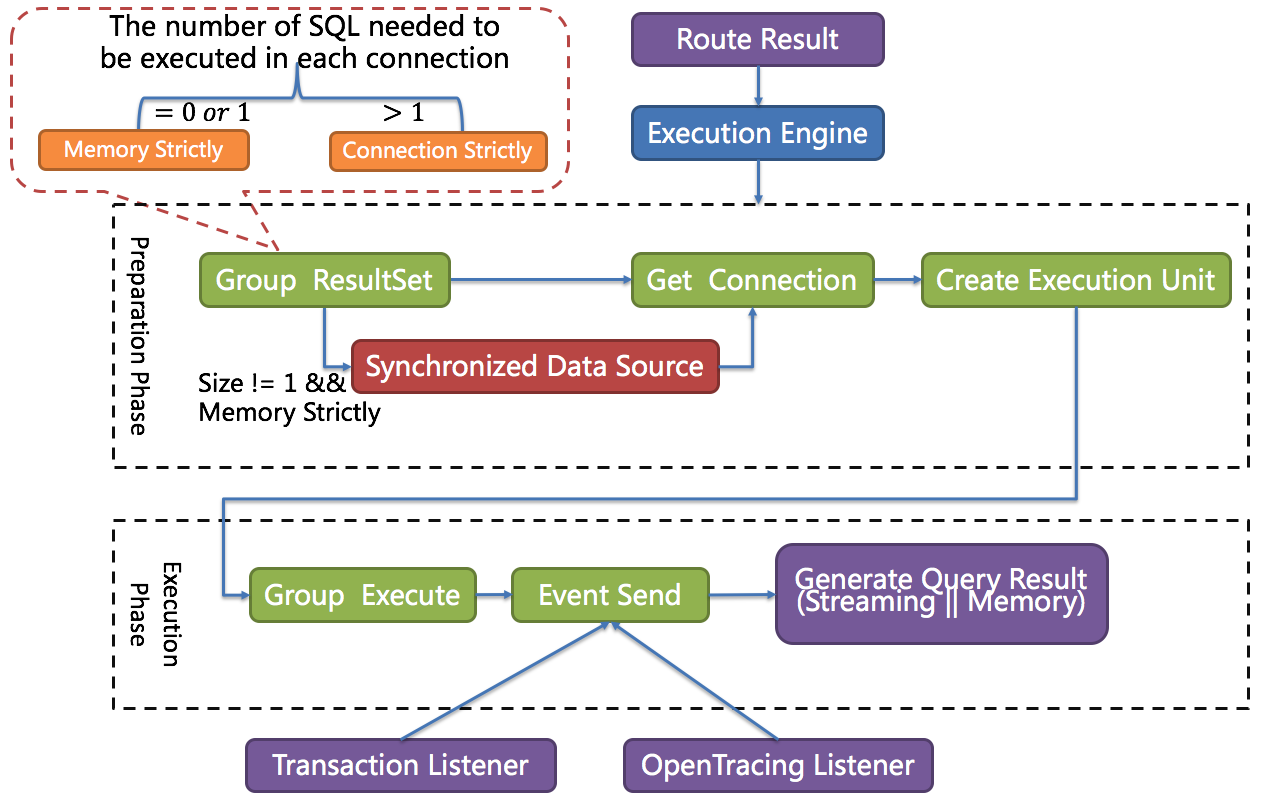 The number of SQL needed to
be executed in each connection
= 0 or 1
> 1
Memory Strictly
Connection Strictly
Route Result
Execution Engine
Preparation Phase
Group ResultSet
Get Connection
Create Execution Unit
Synchronized Data Source
Size != 1 &&
Memory Strictly
Execution
Phase
Group Execute
Event Send
Generate Query Result
(Streaming || Memory)
Transaction Listener
OpenTracing Listener